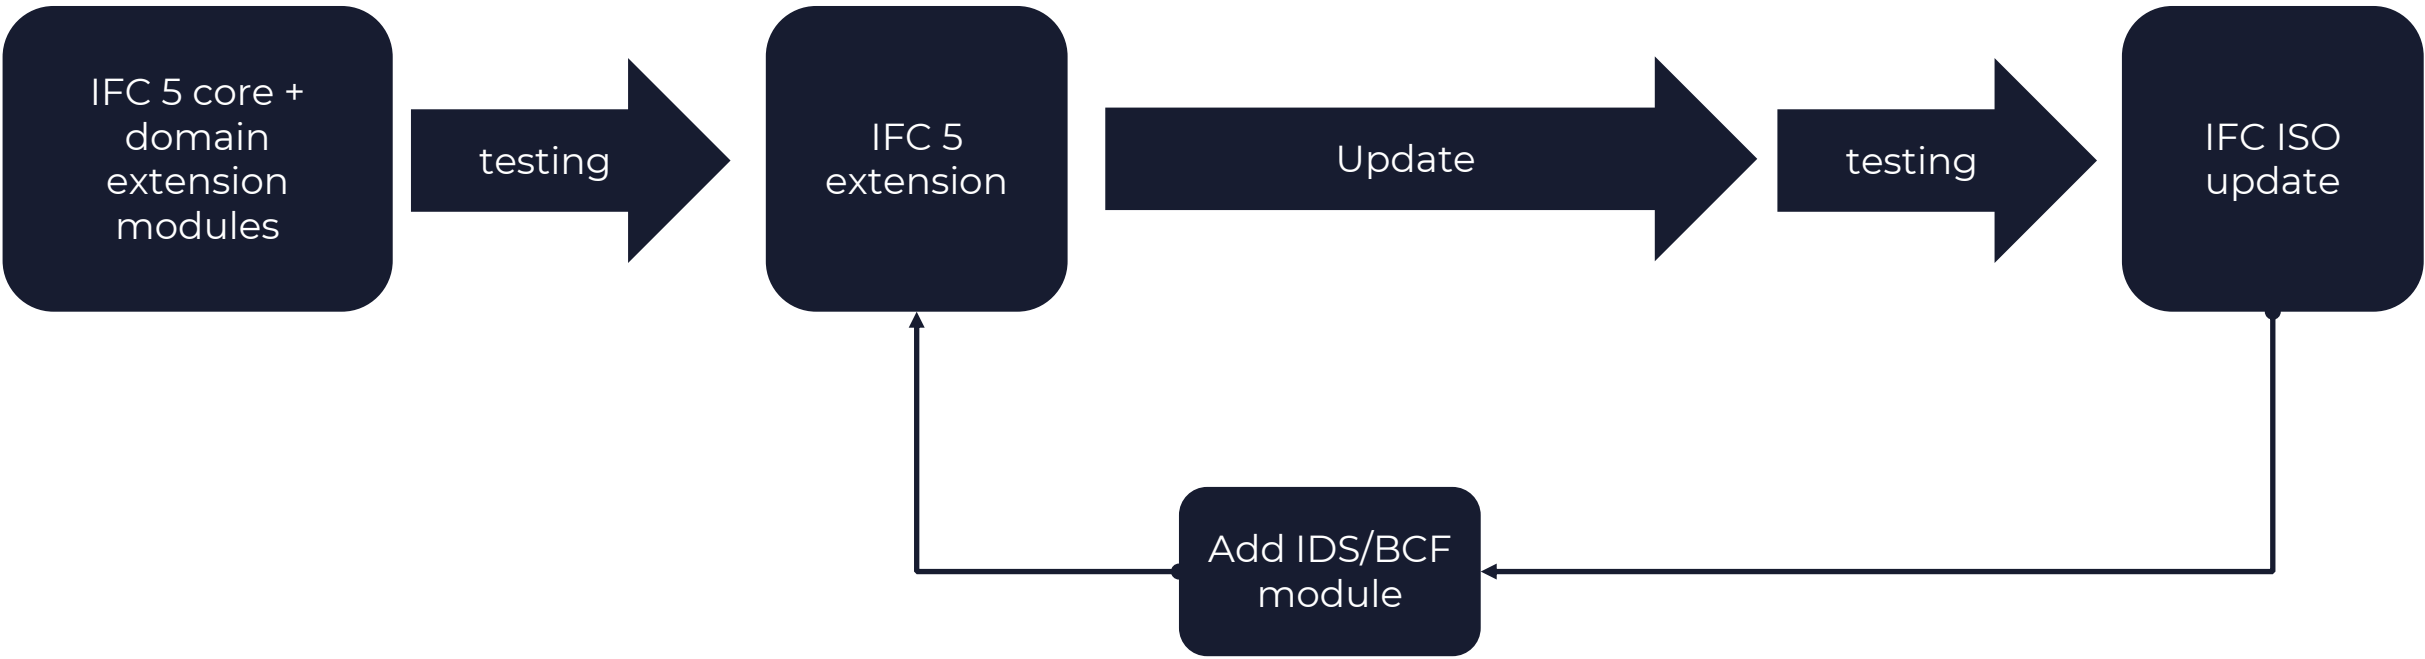 IFC 5 core +
domain
extension
modules
testing
IFC 5
extension
Update
testing
IFC ISO
update
Add IDS/BCF
module